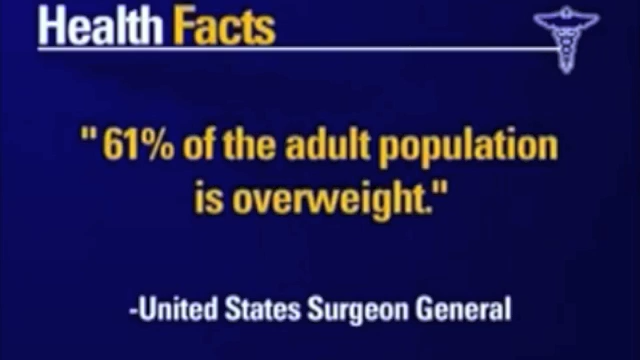 Health Facts
"61% of the adult population
is overweight."
-United States Surgeon General